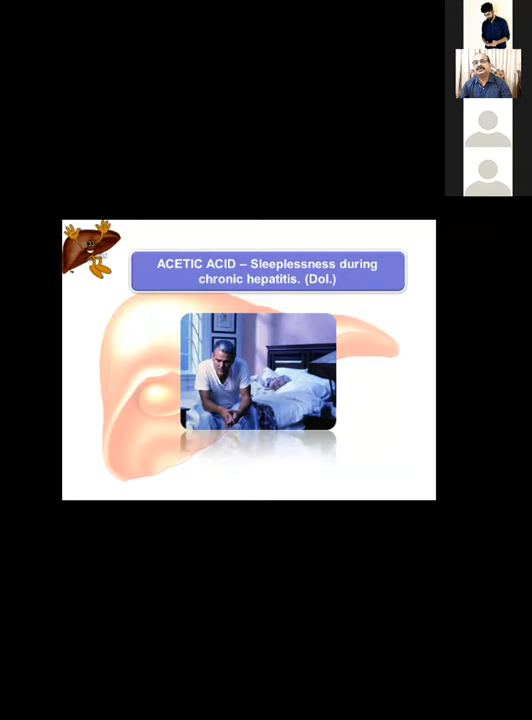 ACETIC ACID – Sleeplessness during
chronic hepatitis. (Dol.)